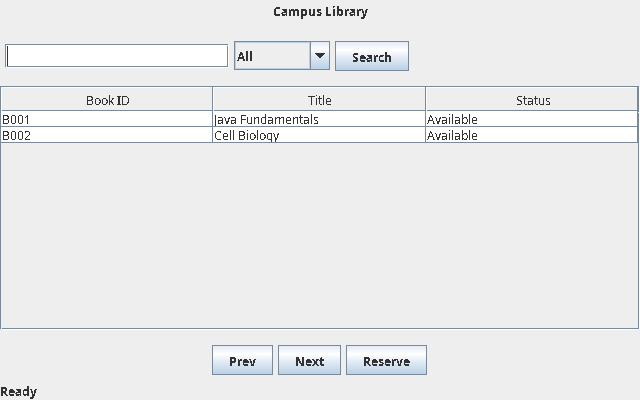 Campus Library
All Search
Book ID Title Status
B001 Java Fundamentals Available
B002 Cell Biology Available
Prev Next Reserve
Ready